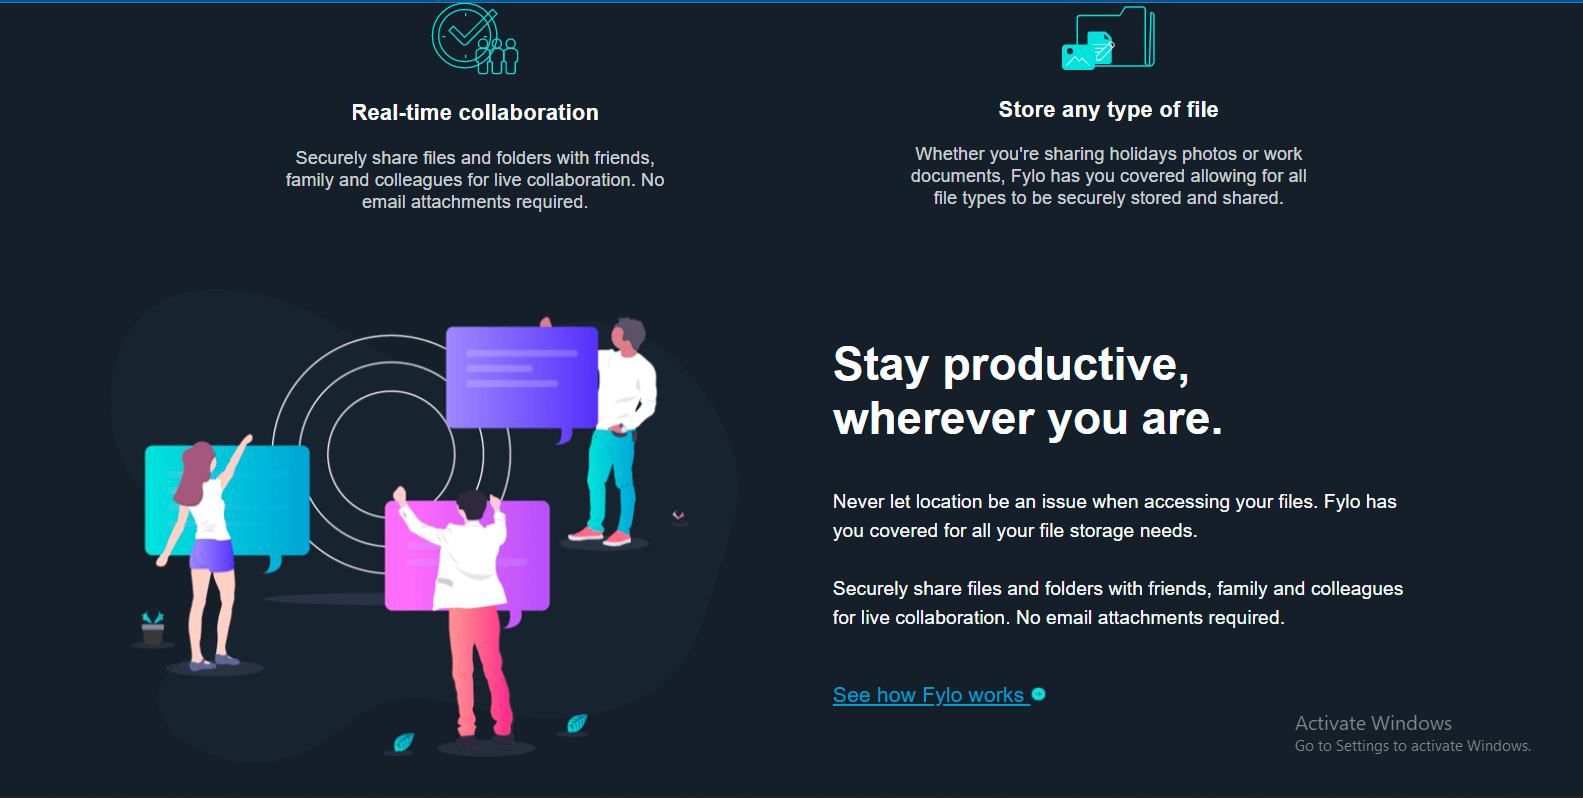 Real-time collaboration
Securely share files and folders with friends,
family and colleagues for live collaboration. No
email attachments required.
Store any type of file
Whether you're sharing holidays photos or work
documents, Fylo has you covered allowing for all
file types to be securely stored and shared.
Stay productive,
wherever you are.
Never let location be an issue when accessing your files. Fylo has
you covered for all your file storage needs.
Securely share files and folders with friends, family and colleagues
for live collaboration. No email attachments required.
See how Fylo works
Activate Windows
Go to Settings to activate Windows.